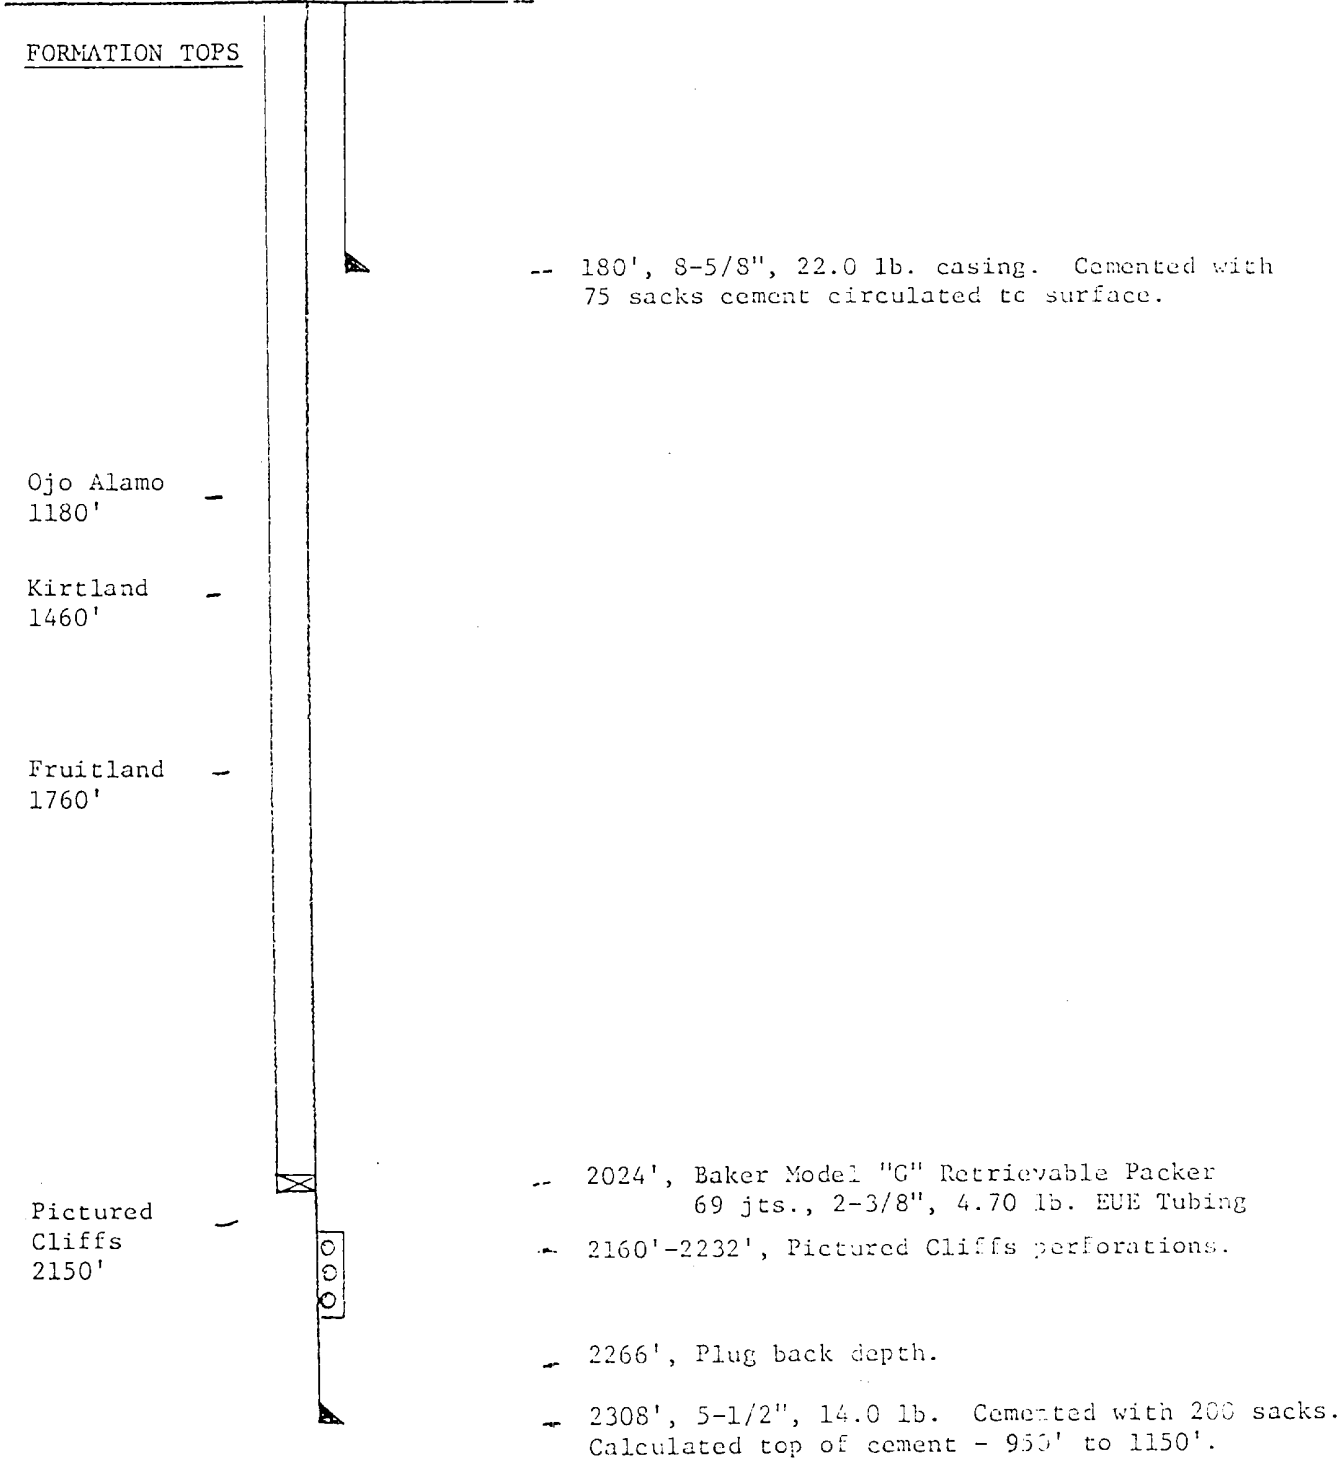 FORMATION TOPS
180', 8-5/8", 22.0 lb. casing. Cemented with
75 sacks cement circulated to surface.
Ojo Alamo
1180'
Kirtland
1460'
Fruitland
1760'
2024', Baker Model "G" Retrievable Packer
69 jts., 2-3/8", 4.70 lb. EUE Tubing
Pictured
Cliffs
2150'
2160'-2232', Pictured Cliffs perforations.
2266', Plug back depth.
2308', 5-1/2", 14.0 lb. Cemented with sacks.
Calculated top of cement - to 1150'.